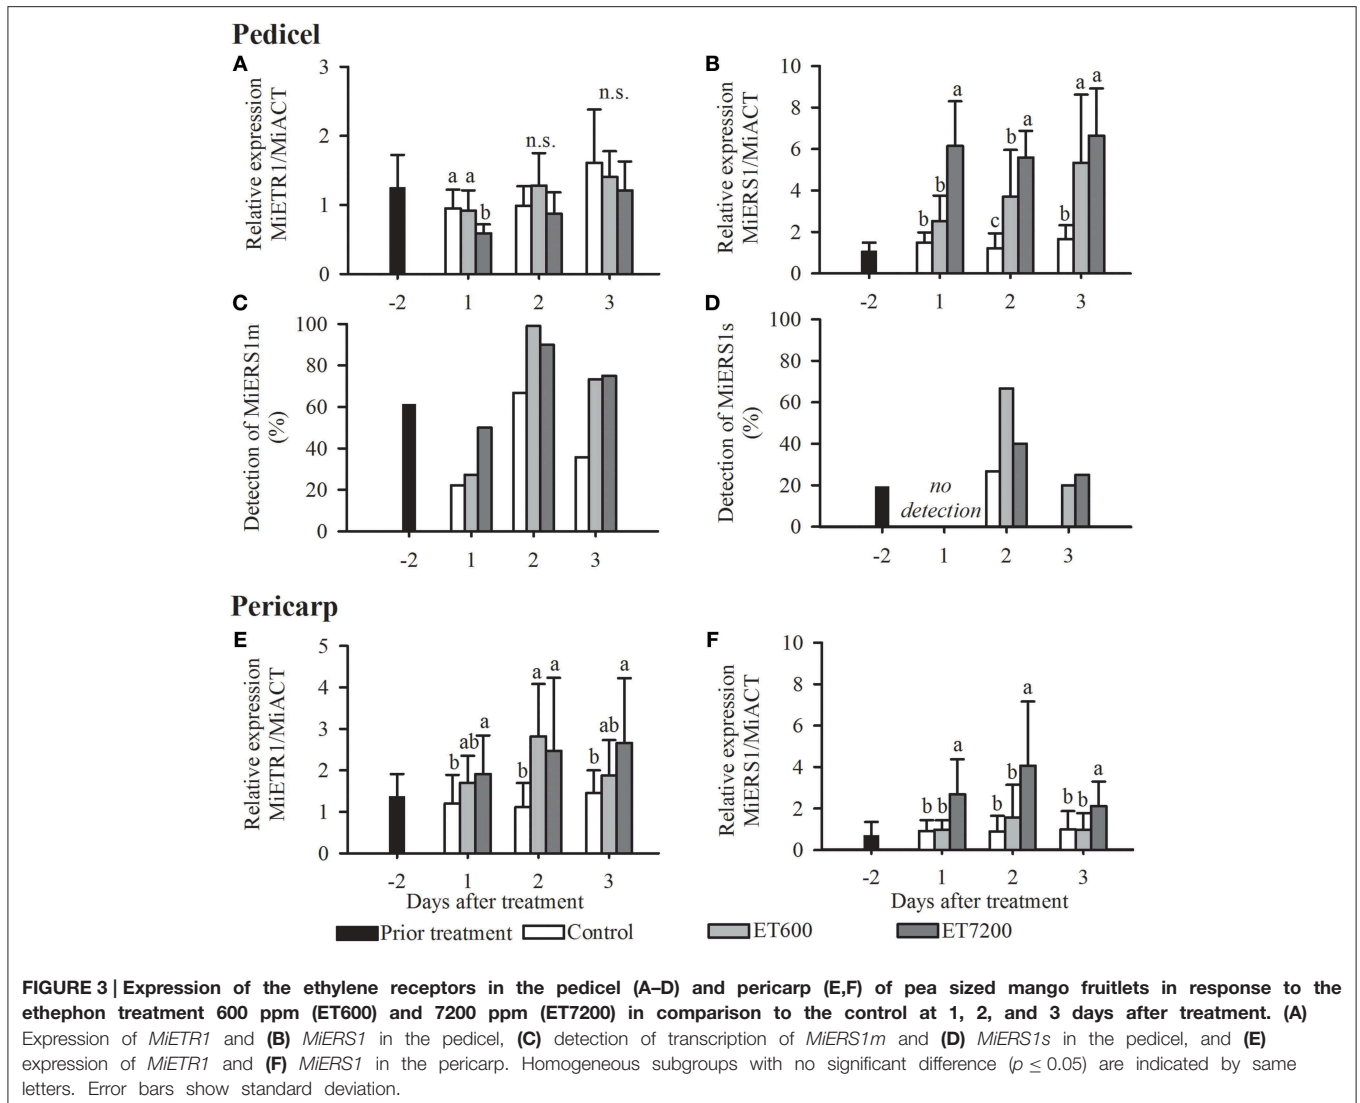 Pedicel
A
Relative expression
MiETR1/MiACT
3
2
1
0
a a
b
n.s.
n.s.
-2 1 2 3
B
Relative expression
MiERS1/MiACT
10
8
6
4
2
0
b
b
a
c
b
a
b
a
a
-2 1 2 3
C
Detection of MiERS1m
(%)
100
80
60
40
20
0
-2 1 2 3
D
Detection of MiERS1s
(%)
100
80
60
40
20
0
no
detection
-2 1 2 3
Pericarp
E
Relative expression
MiETR1/MiACT
5
4
3
2
1
0
b
ab
a
b
a
a
b
ab
a
-2 1 2 3
Days after treatment
F
Relative expression
MiERS1/MiACT
10
8
6
4
2
0
b b
a
b
b
a
b b
a
-2 1 2 3
Days after treatment
Prior treatment Control ET600 ET7200
FIGURE 3 | Expression of the ethylene receptors in the pedicel (A–D) and pericarp (E,F) of pea sized mango fruitlets in response to the
ethephon treatment 600 ppm (ET600) and 7200 ppm (ET7200) in comparison to the control at 1, 2, and 3 days after treatment. (A)
Expression of MiETR1 and (B) MiERS1 in the pedicel, (C) detection of transcription of MiERS1m and (D) MiERS1s in the pedicel, and (E)
expression of MiETR1 and (F) MiERS1 in the pericarp. Homogeneous subgroups with no significant difference (p ≤ 0.05) are indicated by same
letters. Error bars show standard deviation.